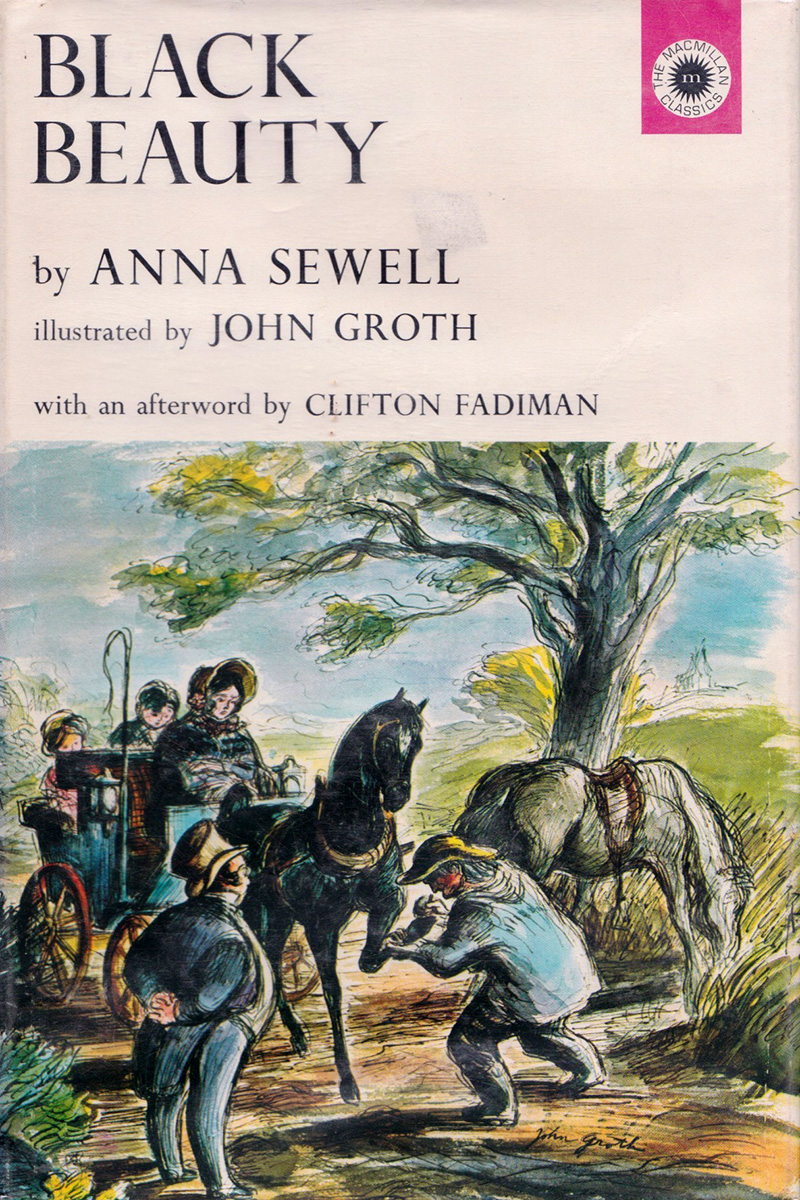 BLACK
BEAUTY
THE MACMILLAN
m
CLASSICS
by ANNA SEWELL
illustrated by JOHN GROTH
with an afterword by CLIFTON FADIMAN
John Groth